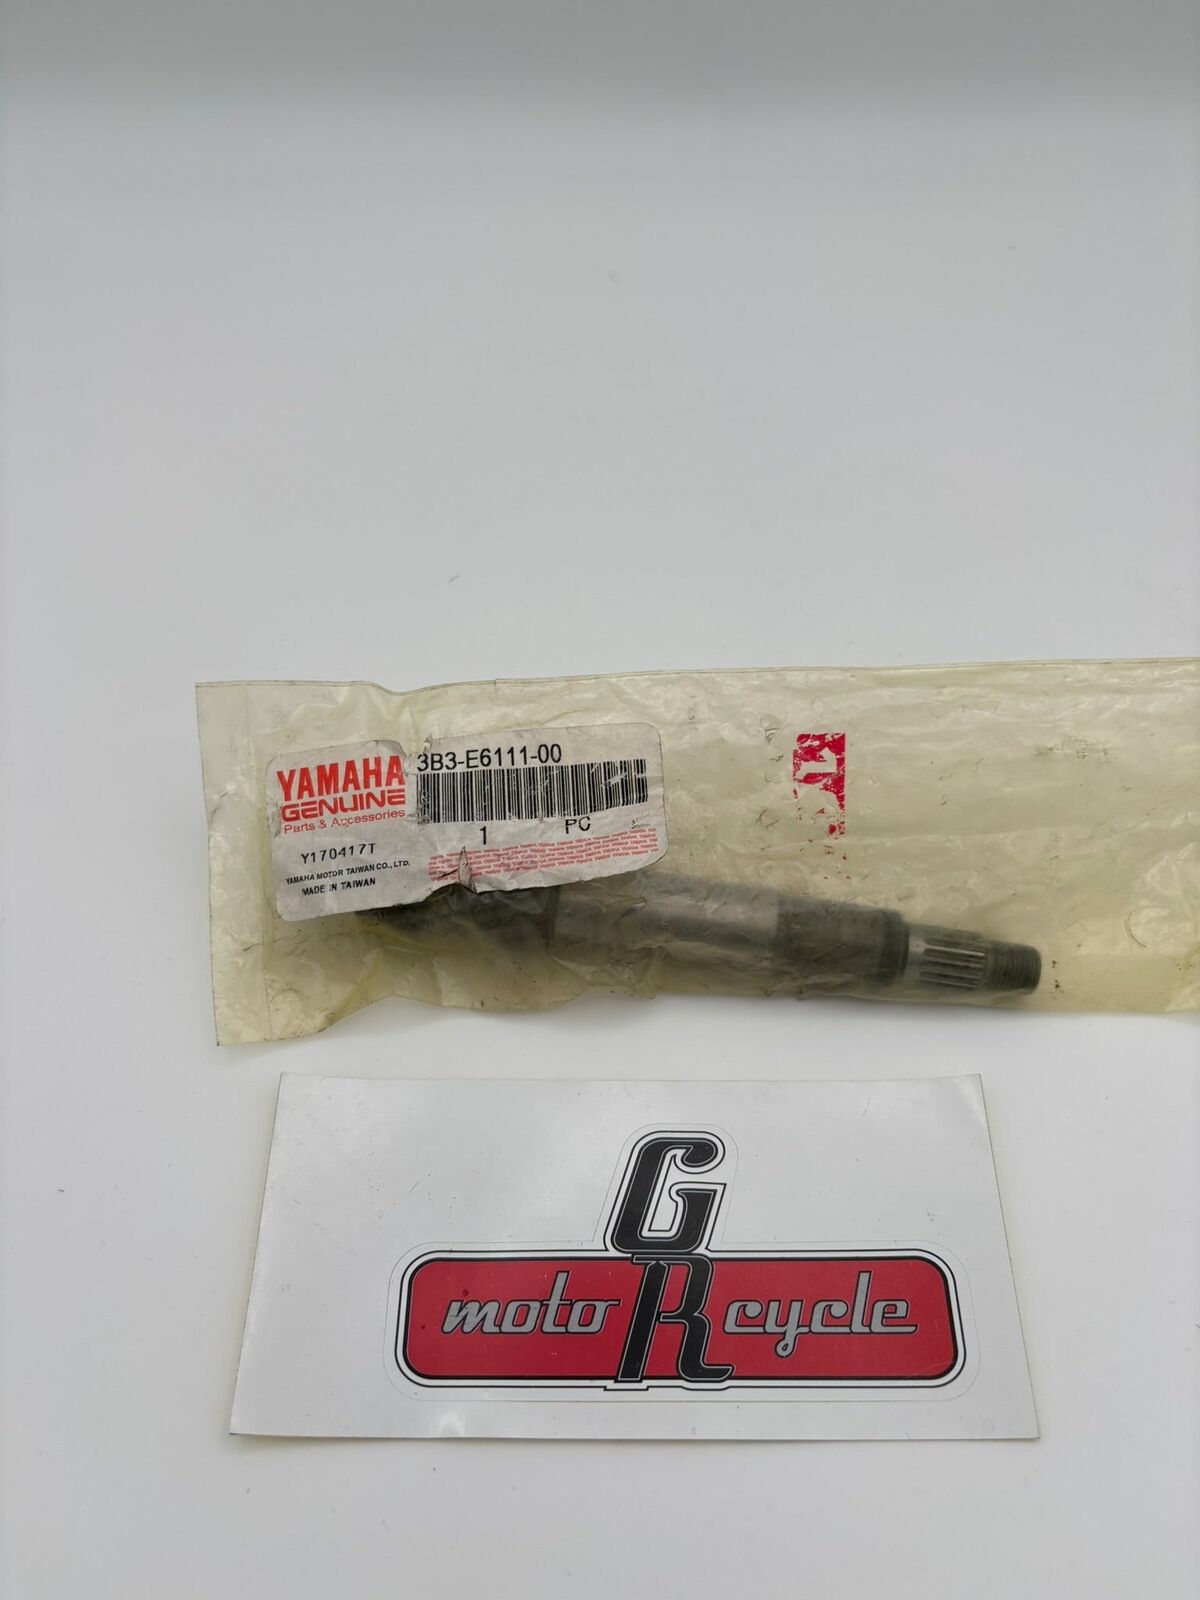 YAMAHA
GENUINE
Parts & Accessories
3B3-E6111-00
1 PC
Y170417T
YAMAHA MOTOR TAIWAN CO., LTD.
MADE IN TAIWAN
G
moto R cycle